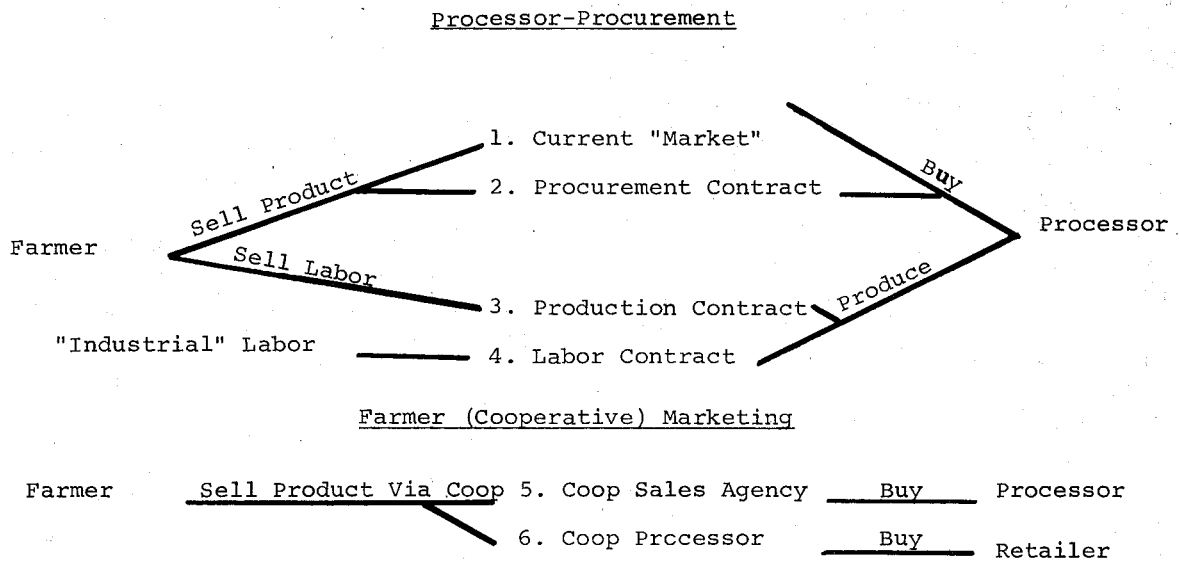 Processor-Procurement
1. Current "Market"
Buy
Sell Product
2. Procurement Contract
Farmer
Processor
Sell Labor
Produce
3. Production Contract
"Industrial" Labor
4. Labor Contract
Farmer (Cooperative) Marketing
Farmer Sell Product Via Coop 5. Coop Sales Agency Buy Processor
6. Coop Prccessor Buy Retailer